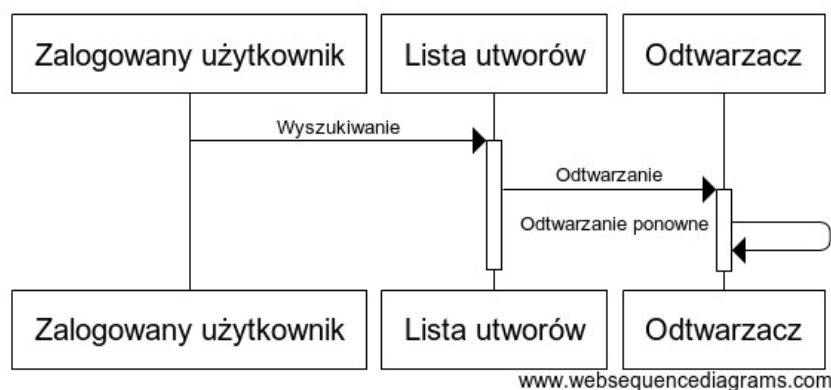 Zalogowany użytkownik
Lista utworów
Odtwarzacz
Wyszukiwanie
Odtwarzanie
Odtwarzanie ponowne
Zalogowany użytkownik
Lista utworów
Odtwarzacz
www.websequencediagrams.com